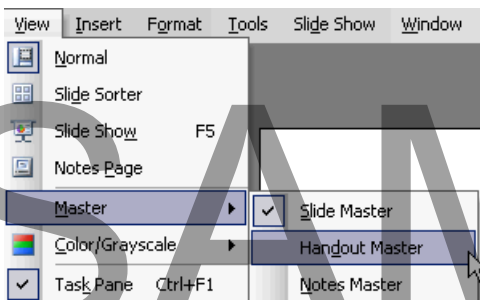 View Insert Format Tools Slide Show Window
Normal
Slide Sorter
Slide Show F5
Notes Page
Master
Slide Master
Color/Grayscale
Handout Master
Task Pane Ctrl+F1
Notes Master
SAM